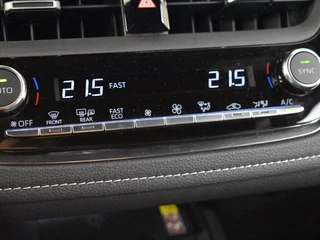 AUTO
21.5 FAST 21.5
SYNC
OFF FRONT REAR FAST ECO A/C